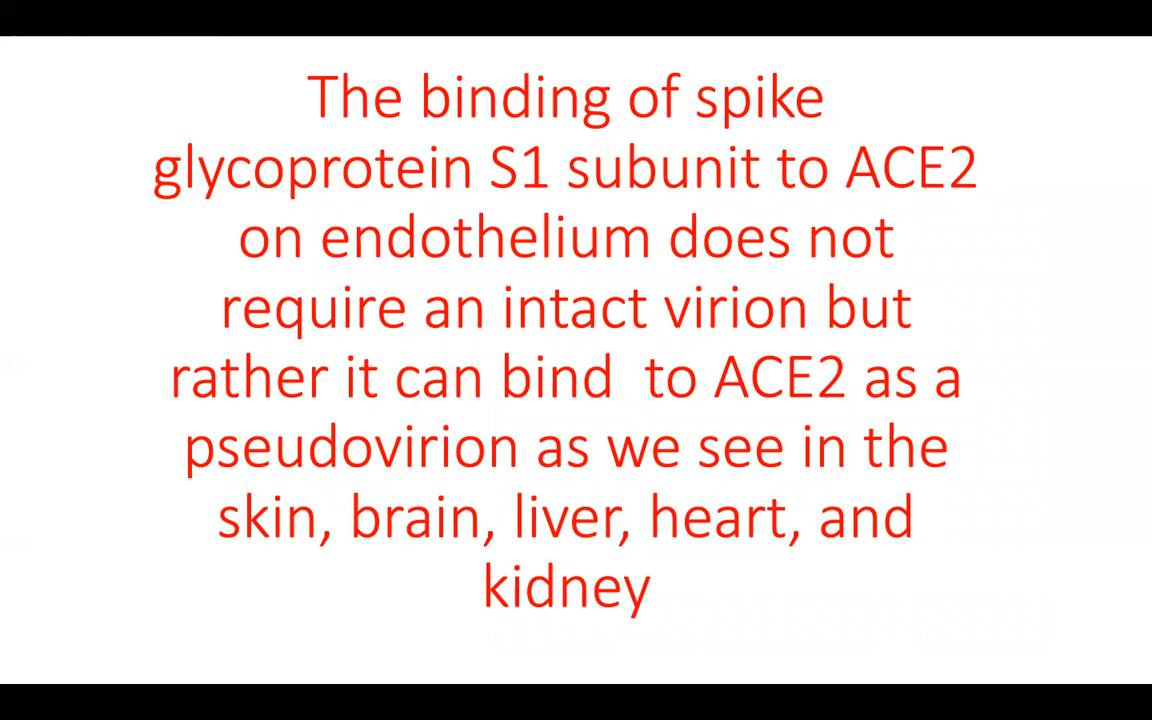 The binding of spike
glycoprotein S1 subunit to ACE2
on endothelium does not
require an intact virion but
rather it can bind  to ACE2 as a
pseudovirion as we see in the
skin, brain, liver, heart, and
kidney